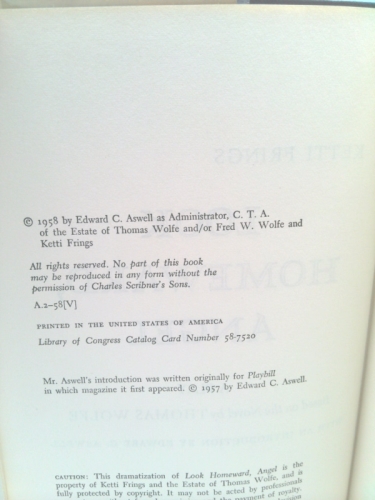 © 1958 by Edward C. Aswell as Administrator, C. T. A.
of the Estate of Thomas Wolfe and/or Fred W. Wolfe and
Ketti Frings
All rights reserved. No part of this book
may be reproduced in any form without the
permission of Charles Scribner's Sons.
A.2-58[V]
PRINTED IN THE UNITED STATES OF AMERICA
Library of Congress Catalog Card Number 58-7520
Mr. Aswell's introduction was written originally for Playbill
in which magazine it first appeared. © 1957 by Edward C. Aswell.
CAUTION: This dramatization of Look Homeward, Angel is the
property of Ketti Frings and the Estate of Thomas Wolfe, and is
fully protected by copyright. It may not be acted by professionals
the payment of royalty.